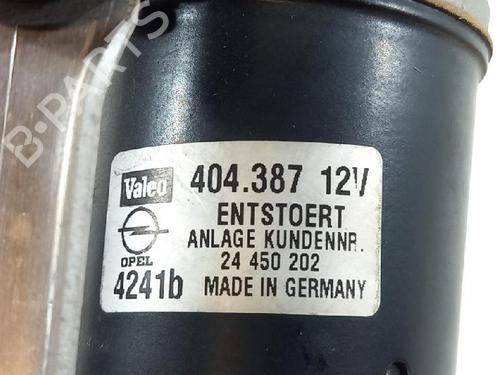 B-PARTS
Valeo 404.387 12V
ENTSTOERT
ANLAGE KUNDENNR.
OPEL 24 450 202
4241b MADE IN GERMANY